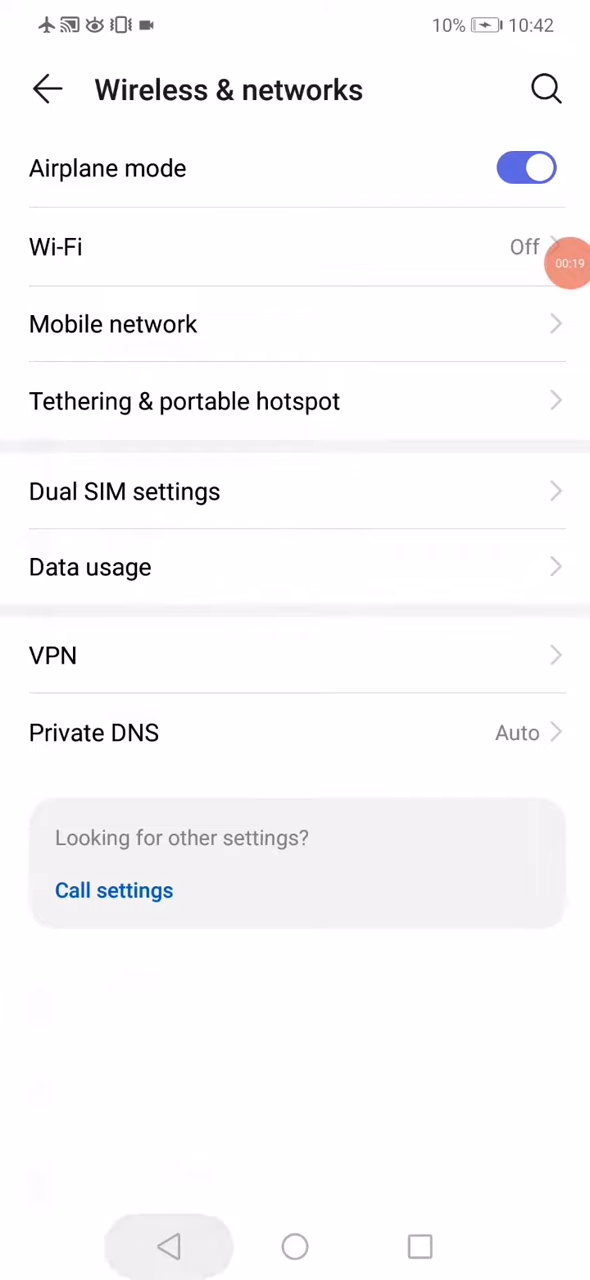 10% 10:42
Wireless & networks
Airplane mode
Wi-Fi Off
00:19
Mobile network
Tethering & portable hotspot
Dual SIM settings
Data usage
VPN
Private DNS Auto
Looking for other settings?
Call settings